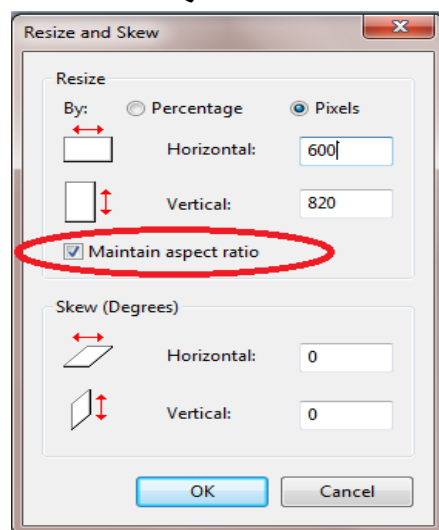 Resize and Skew
Resize
By: Percentage Pixels
Horizontal: 600
Vertical: 820
Maintain aspect ratio
Skew (Degrees)
Horizontal: 0
Vertical: 0
OK Cancel